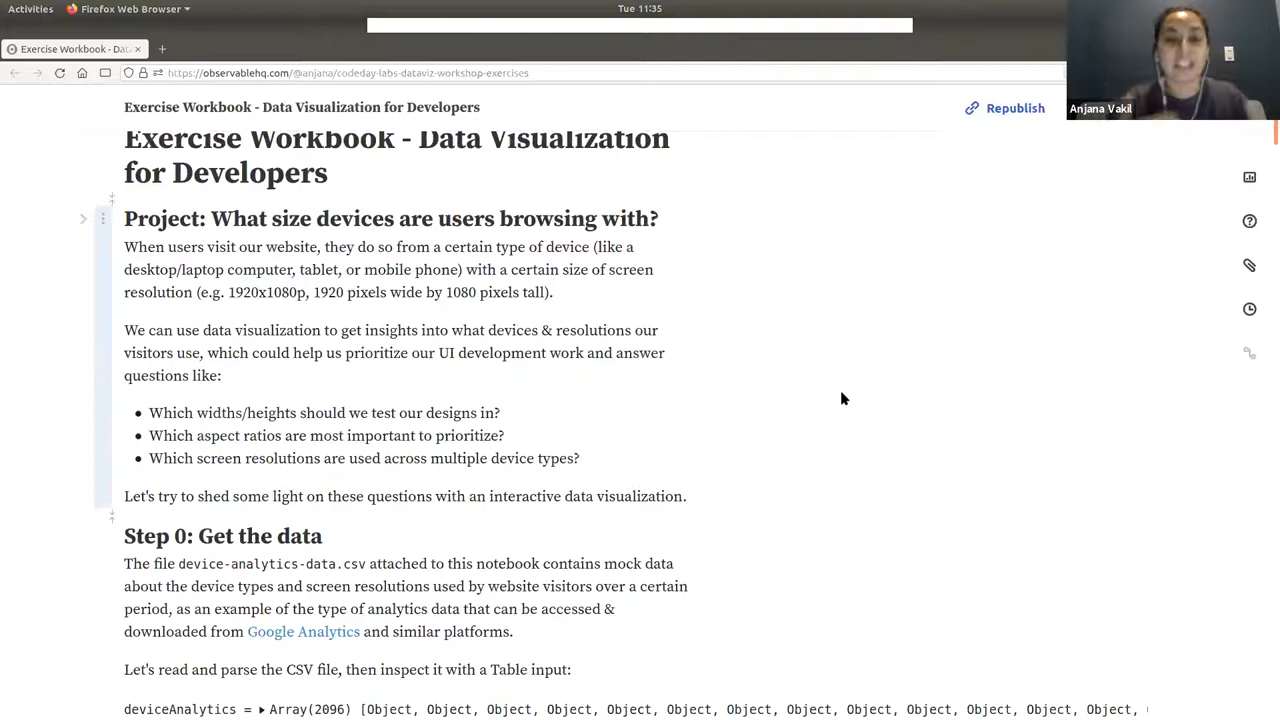 Activities
Firefox Web Browser
Tue 11:35
Exercise Workbook - Data
https://observablehq.com/@anjana/codeday-labs-dataviz-workshop-exercises
Anjana Vakil
Exercise Workbook - Data Visualization for Developers
Republish
Exercise Workbook - Data Visualization
for Developers
Project: What size devices are users browsing with?
When users visit our website, they do so from a certain type of device (like a
desktop/laptop computer, tablet, or mobile phone) with a certain size of screen
resolution (e.g. 1920x1080p, 1920 pixels wide by 1080 pixels tall).
We can use data visualization to get insights into what devices & resolutions our
visitors use, which could help us prioritize our UI development work and answer
questions like:
• Which widths/heights should we test our designs in?
• Which aspect ratios are most important to prioritize?
• Which screen resolutions are used across multiple device types?
Let's try to shed some light on these questions with an interactive data visualization.
Step 0: Get the data
The file device-analytics-data.csv attached to this notebook contains mock data
about the device types and screen resolutions used by website visitors over a certain
period, as an example of the type of analytics data that can be accessed &
downloaded from Google Analytics and similar platforms.
Let's read and parse the CSV file, then inspect it with a Table input:
deviceAnalytics = ▸ Array(2096) [Object, Object, Object, Object, Object, Object, Object, Object, Object, Object, Object, Object, Object,